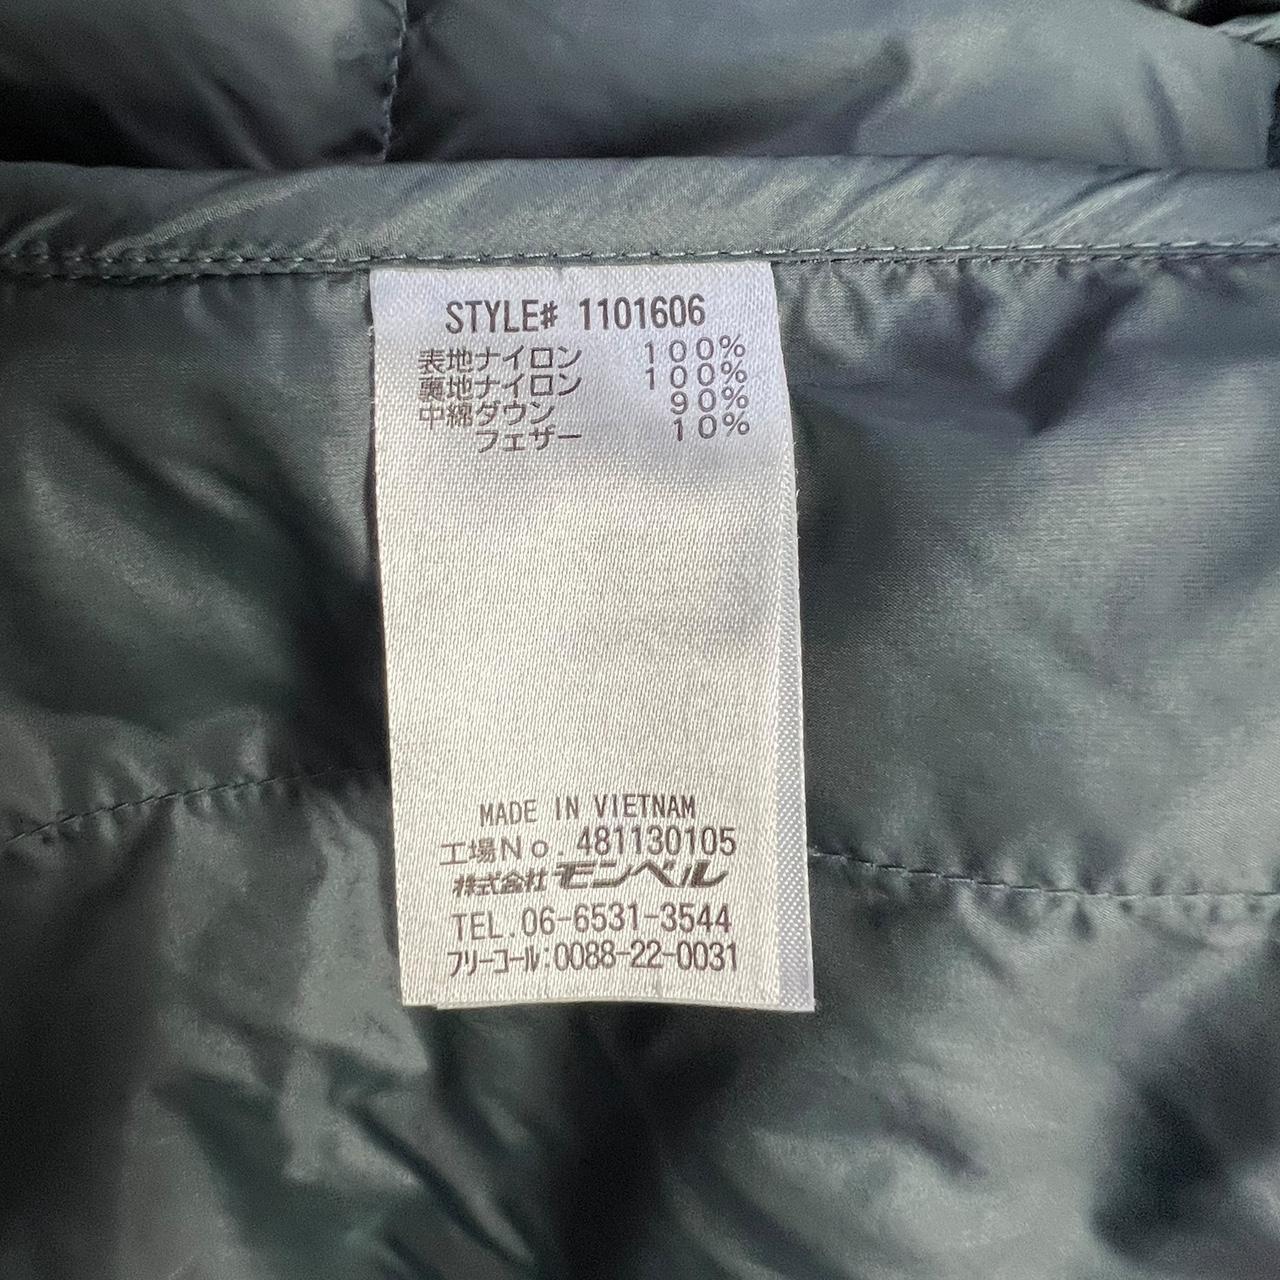 STYLE# 1101606
表地ナイロン 100%
裏地ナイロン 100%
中綿ダウン 90%
フェザー 10%
MADE IN VIETNAM
工場No. 481130105
株式会社モンベル
TEL.06-6531-3544
フリーコール:0088-22-0031